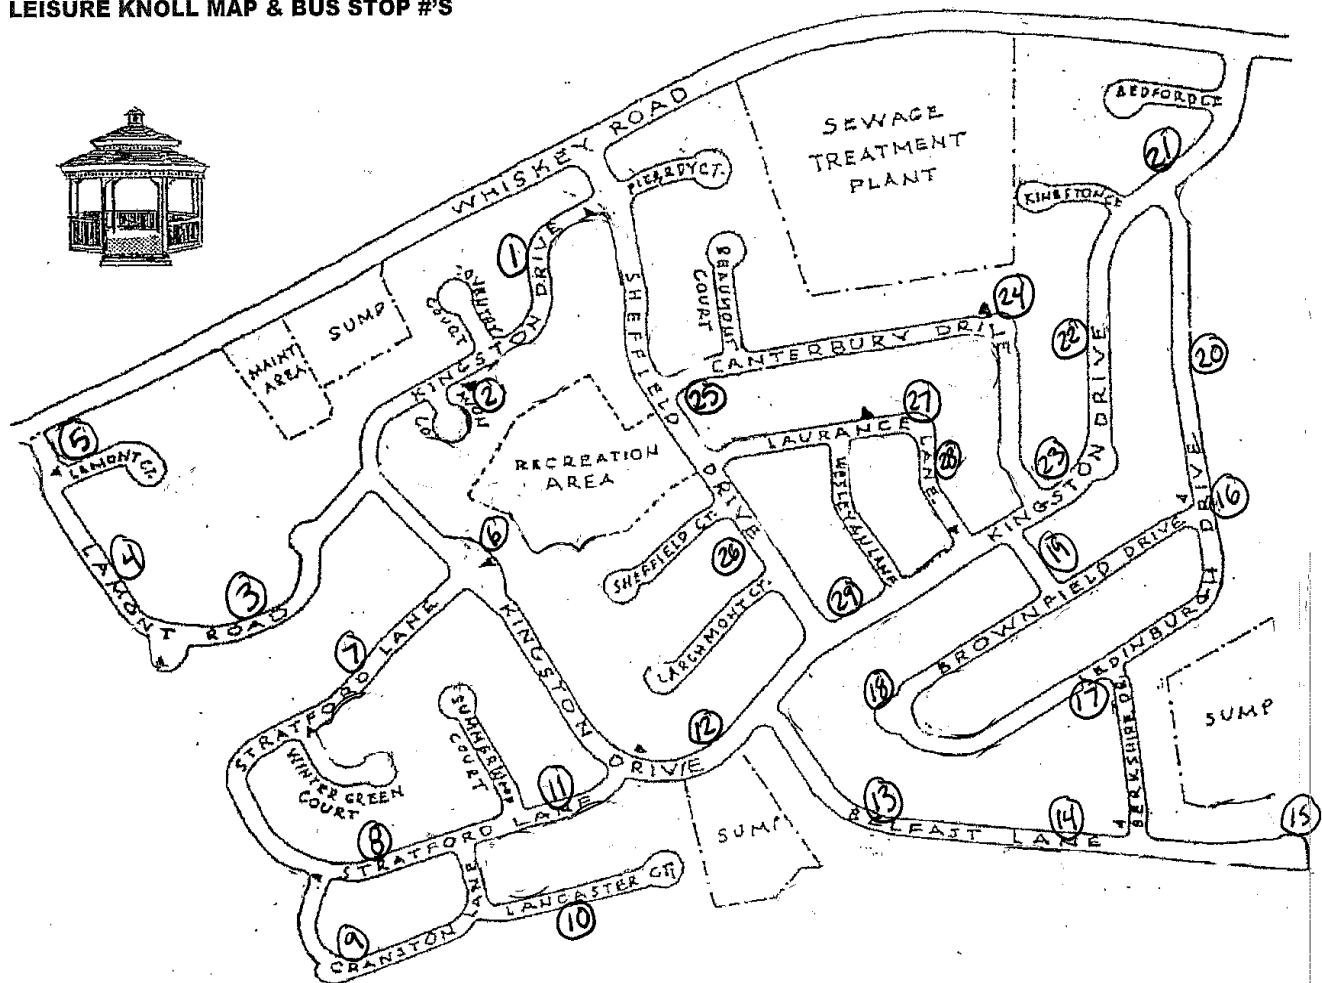 LEISURE KNOLL MAP & BUS STOP #'S
WHISKEY ROAD
SEWAGE
TREATMENT
PLANT
BEDFORD CT
21
PICARDY CT.
KINGSTON CT
1
KINGSTON DRIVE
SHEFFIELD DRIVE
BEAUMONT
COURT
24
SUMP
COVENTRY
COURT
MAINT
AREA
CANTERBURY DRIVE
22
KINGSTON DRIVE
20
2
25
27
5
LAMONT CT.
RECREATION
AREA
LAURANCE LANE
28
23
WESLEYAN LANE
16
EDINBURGH DRIVE
6
4
LAMONT ROAD
3
SHEFFIELD CT.
26
19
BROWNFIELD DRIVE
29
LARCHMONT CT.
7
STRATFORD LANE
KINGSTON DRIVE
18
17
BERKSHIRE DR
SUMP
SUMMERWIND
COURT
12
WINTER GREEN
COURT
11
13
14
15
BELFAST LANE
8
STRATFORD LANE
SUMP
LANCASTER CT
10
9
CRANSTON LANE